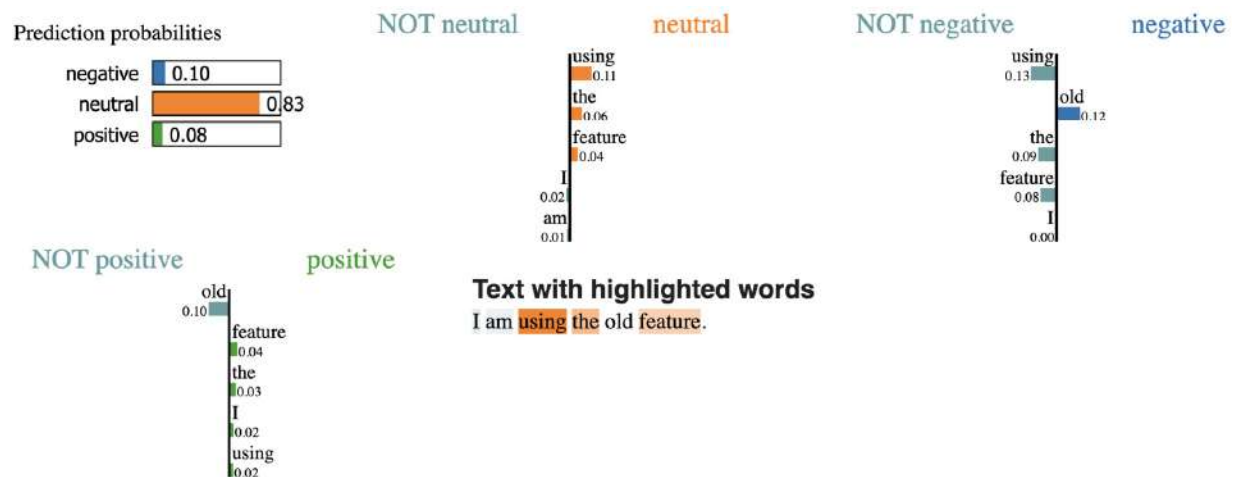 Prediction probabilities
negative 0.10
neutral 0.83
positive 0.08
NOT neutral neutral
using
0.11
the
0.06
feature
0.04
I
0.02
am
0.01
NOT negative negative
using
0.13
old
0.12
the
0.09
feature
0.08
I
0.00
NOT positive positive
old
0.10
feature
0.04
the
0.03
I
0.02
using
0.02
Text with highlighted words
I am using the old feature.